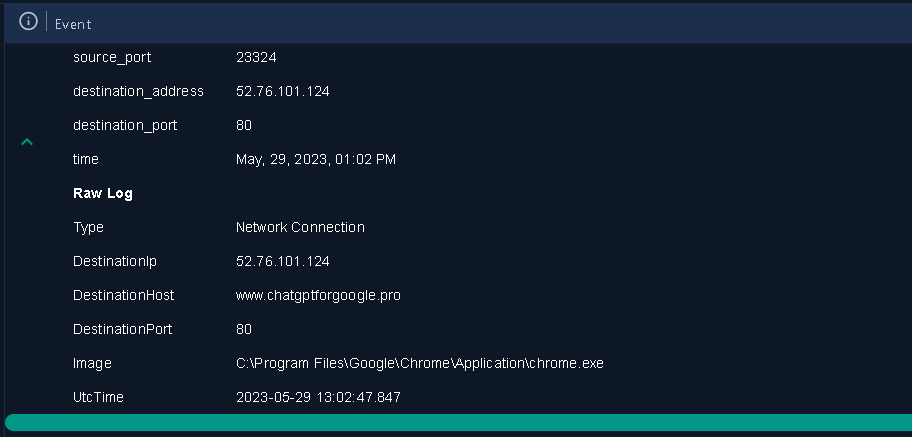 Event
source_port 23324
destination_address 52.76.101.124
destination_port 80
time May, 29, 2023, 01:02 PM
Raw Log
Type Network Connection
DestinationIp 52.76.101.124
DestinationHost www.chatgptforgoogle.pro
DestinationPort 80
Image C:\Program Files\Google\Chrome\Application\chrome.exe
UtcTime 2023-05-29 13:02:47.847